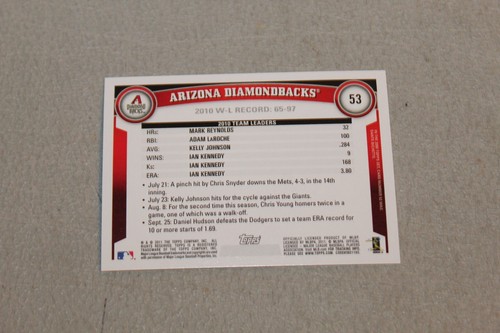 ARIZONA DIAMONDBACKS®
53
2010 W-L RECORD: 65-97
2010 TEAM LEADERS
HRs: MARK REYNOLDS 32
RBI: ADAM LaROCHE 100
AVG: KELLY JOHNSON .284
WINS: IAN KENNEDY 9
Ks: IAN KENNEDY 168
ERA: IAN KENNEDY 3.80
• July 21: A pinch hit by Chris Snyder downs the Mets, 4-3, in the 14th
inning.
• July 23: Kelly Johnson hits for the cycle against the Giants.
• Aug. 8: For the second time this season, Chris Young homers twice in a
game, one of which was a walk-off.
• Sept. 25: Daniel Hudson defeats the Dodgers to set a team ERA record for
10 or more starts of 1.69.
Topps